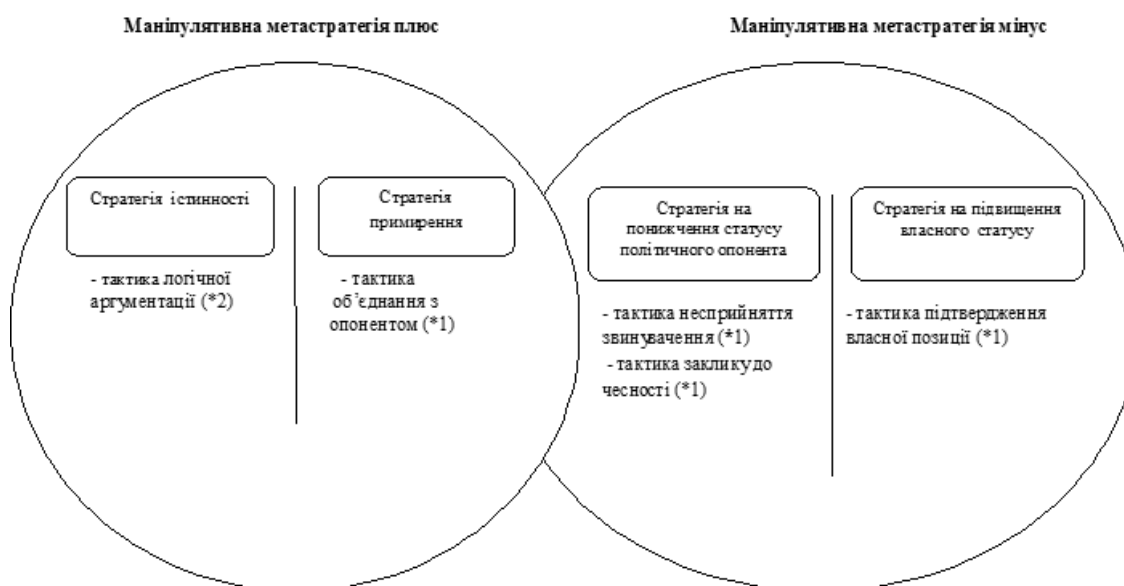 Маніпулятивна метастратегія плюс
Маніпулятивна метастратегія мінус
Стратегія істинності
- тактика логічної
аргументації (*2)
Стратегія
примирення
- тактика
об’єднання з
опонентом (*1)
Стратегія на
понижчення статусу
політичного опонента
- тактика несприйняття
звинувачення (*1)
- тактика заклику до
чесності (*1)
Стратегія на підвищення
власного статусу
- тактика підтвердження
власної позиції (*1)